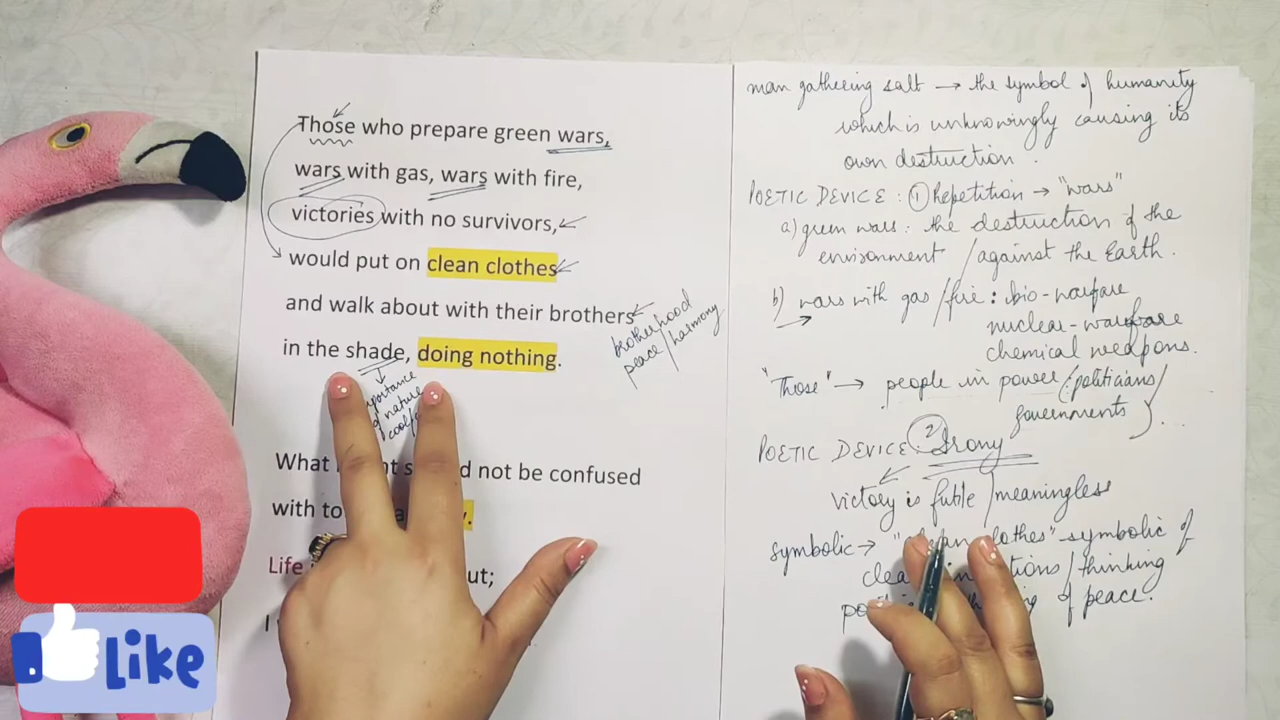 Those who prepare green wars,
wars with gas, wars with fire,
victories with no survivors,
would put on clean clothes
and walk about with their brothers
in the shade, doing nothing.
brotherhood
peace/harmony
nature
What not be confused
with
Life
I
man gathering salt → the symbol of humanity
which is unknowingly causing its
own destruction.
POETIC DEVICE: ① Repetition → "wars"
a) green wars: the destruction of the
environment / against the Earth.
b) wars with gas/fire: bio-warfare
nuclear-warfare
chemical weapons.
"Those" → people in power (politicians/
governments) ...
POETIC DEVICE: ② Irony
victory is futile/meaningless
symbolic → clothes" symbolic of
thinking
of peace.
Like